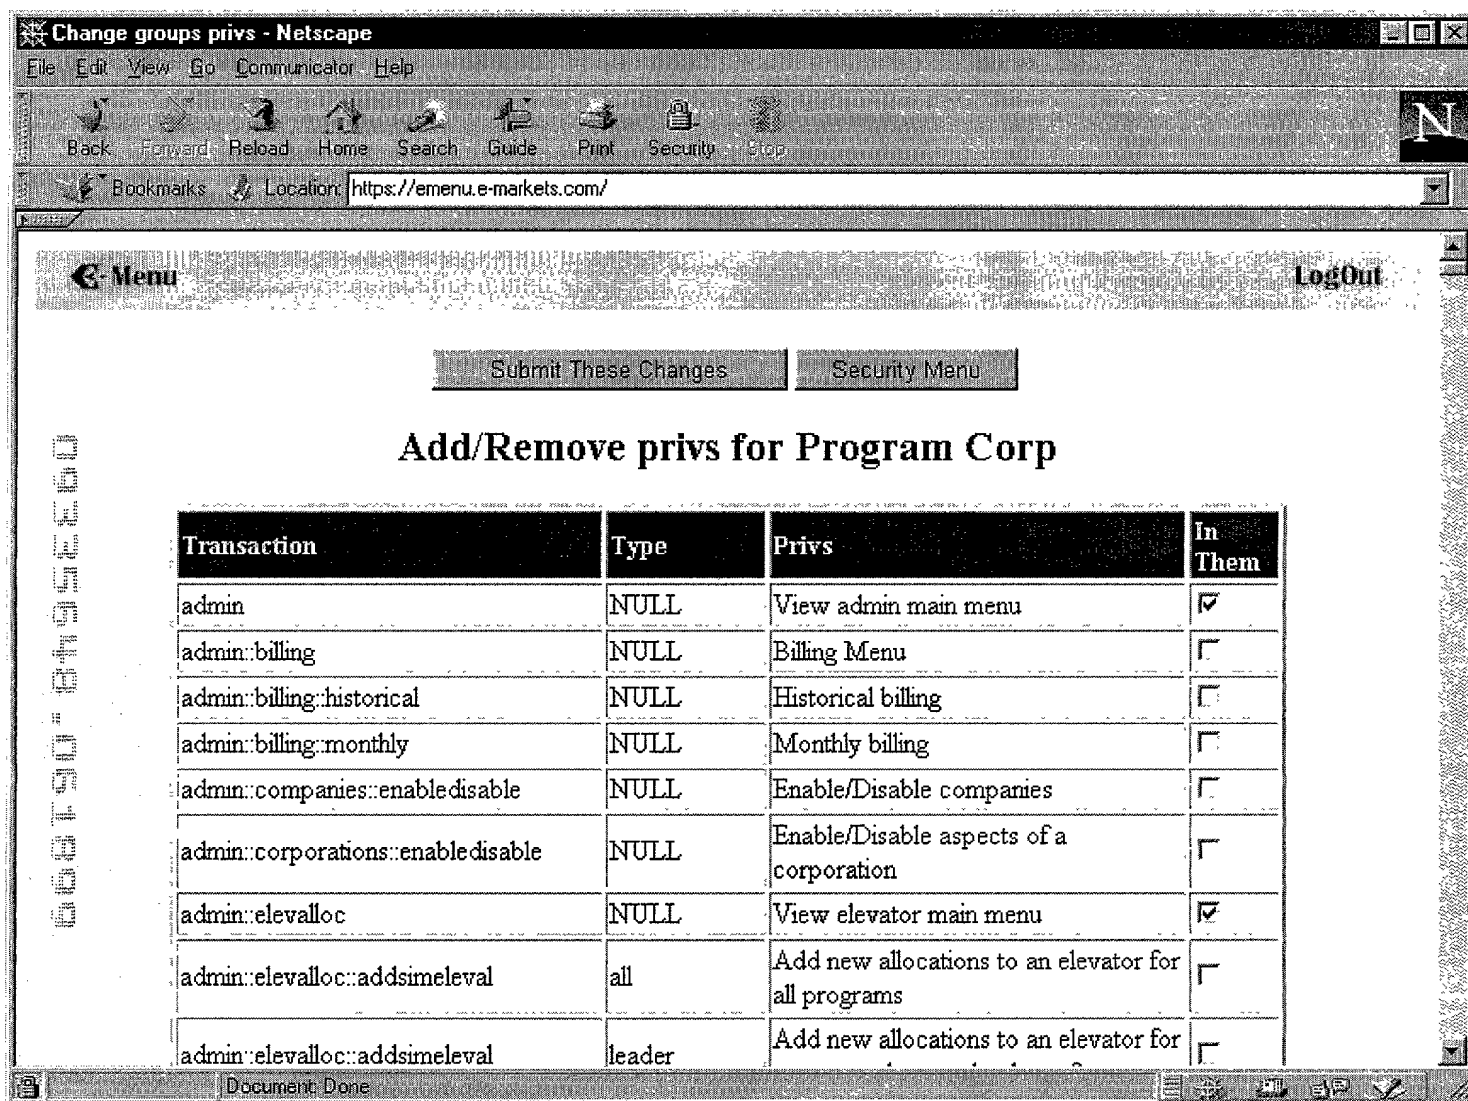 Change groups privs - Netscape
File Edit View Go Communicator Help
Back Forward Reload Home Search Guide Print Security Stop
N
Bookmarks Location: https://emenu.e-markets.com/
Menu LogOut
Submit These Changes Security Menu
Add/Remove privs for Program Corp
Transaction Type Privs In Them
admin NULL View admin main menu
admin::billing NULL Billing Menu
admin::billing::historical NULL Historical billing
admin::billing::monthly NULL Monthly billing
admin::companies::enabledisable NULL Enable/Disable companies
admin::corporations::enabledisable NULL Enable/Disable aspects of a
corporation
admin::elevalloc NULL View elevator main menu
admin::elevalloc::addsimeleval all Add new allocations to an elevator for
all programs
admin::elevalloc::addsimeleval leader Add new allocations to an elevator for
Document: Done